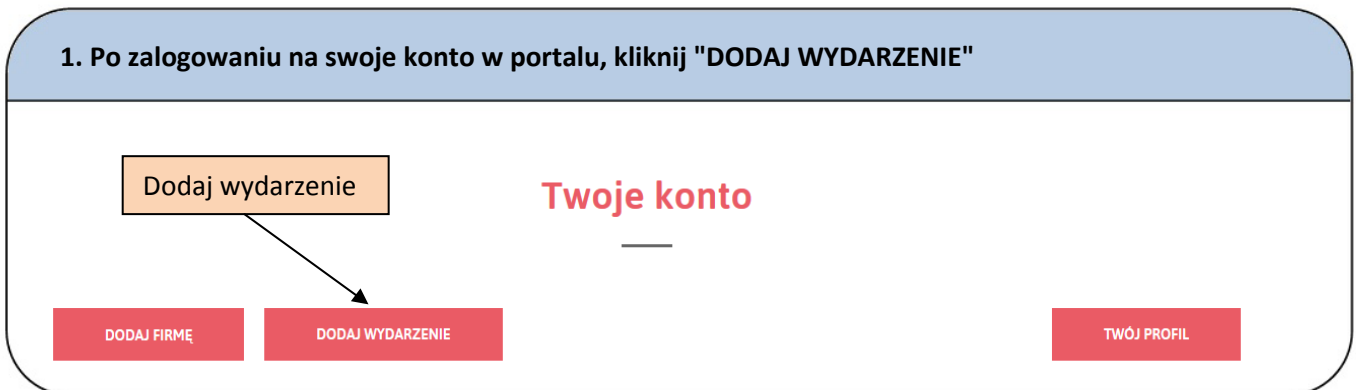 1. Po zalogowaniu na swoje konto w portalu, kliknij "DODAJ WYDARZENIE"
Dodaj wydarzenie
Twoje konto
DODAJ FIRMĘ
DODAJ WYDARZENIE
TWÓJ PROFIL